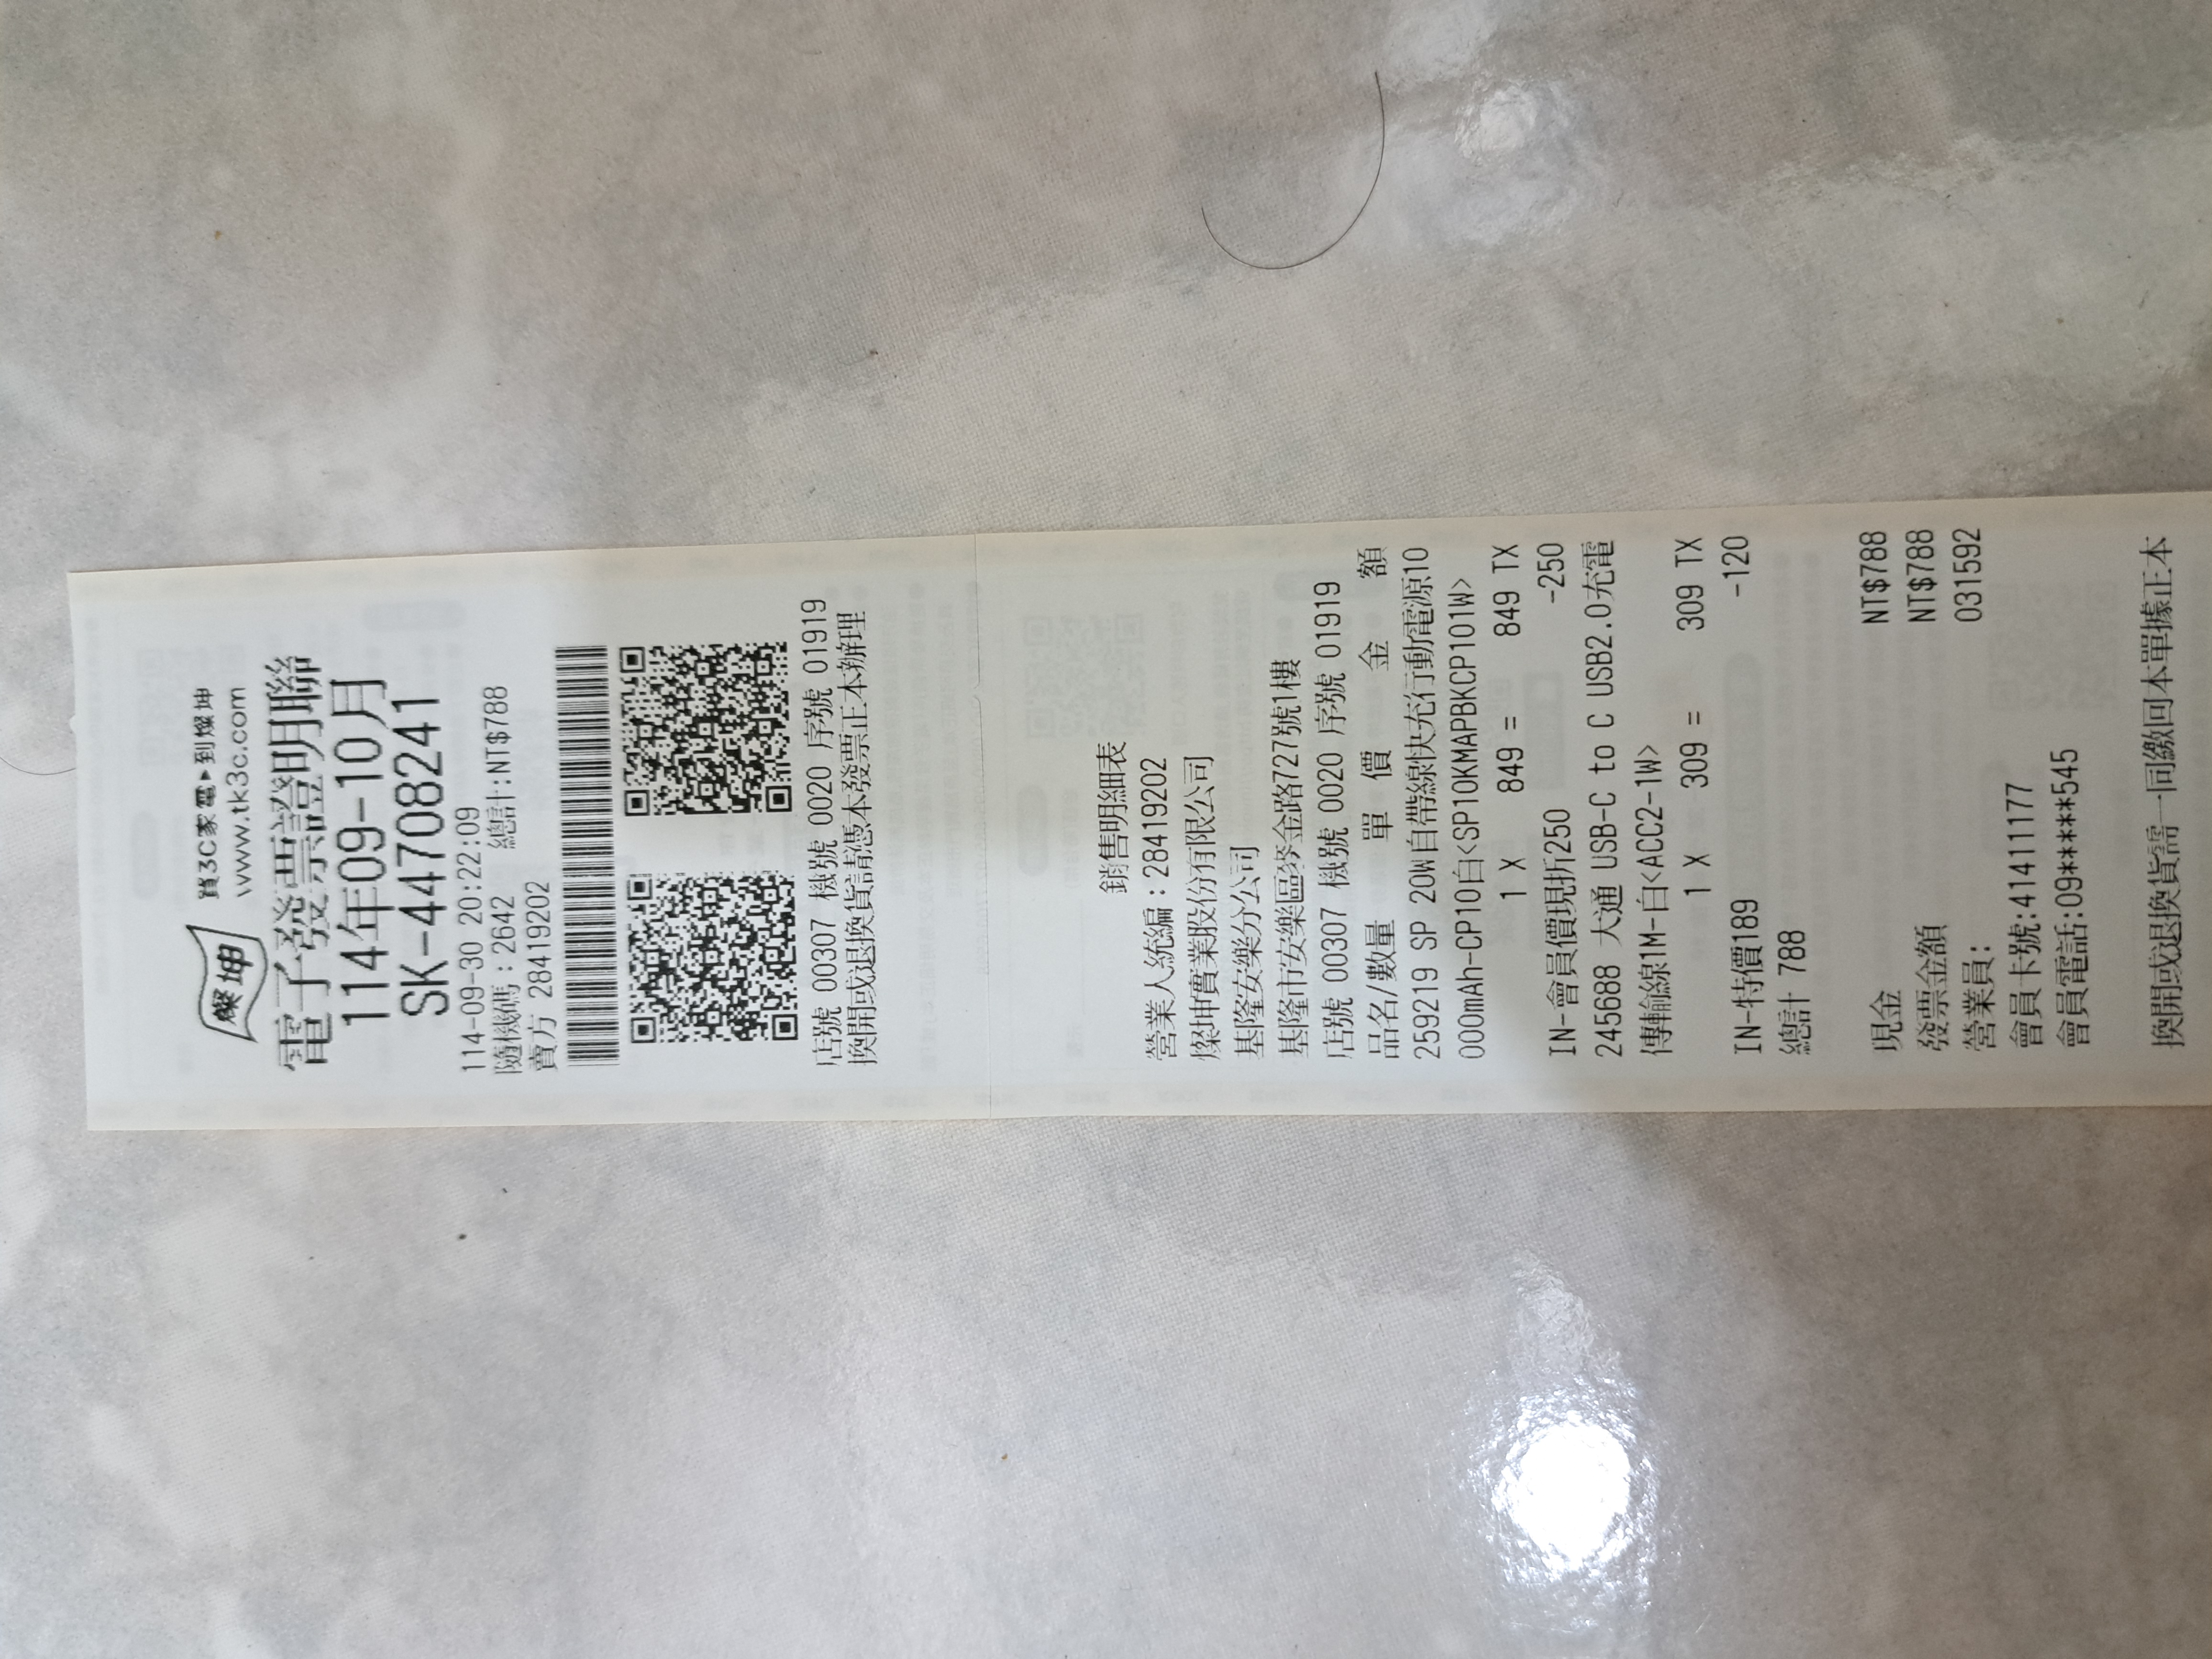 燦坤
買3C家電▸到燦坤
www.tk3c.com
電子發票證明聯
114年09-10月
SK-44708241
114-09-30 20:22:09
隨機碼：2642 總計:NT$788
賣方 28419202
店號 00307 機號 0020 序號 01919
換開或退換貨請憑本發票正本辦理
銷售明細表
營業人統編：28419202
燦坤實業股份有限公司
基隆安樂分公司
基隆市安樂區麥金路727號1樓
店號 00307 機號 0020 序號 01919
品名/數量 單 價 金 額
259219 SP 20W自帶線快充行動電源10
000mAh-CP10白<SP10KMAPBKCP101W>
1 X 849 = 849 TX
IN-會員價現折250 -250
245688 大通 USB-C to C USB2.0充電
傳輸線1M-白<ACC2-1W>
1 X 309 = 309 TX
IN-特價189 -120
總計 788
現金 NT$788
發票金額 NT$788
營業員: 031592
會員卡號:41411177
會員電話:09*****545
換開或退換貨需一同繳回本單據正本